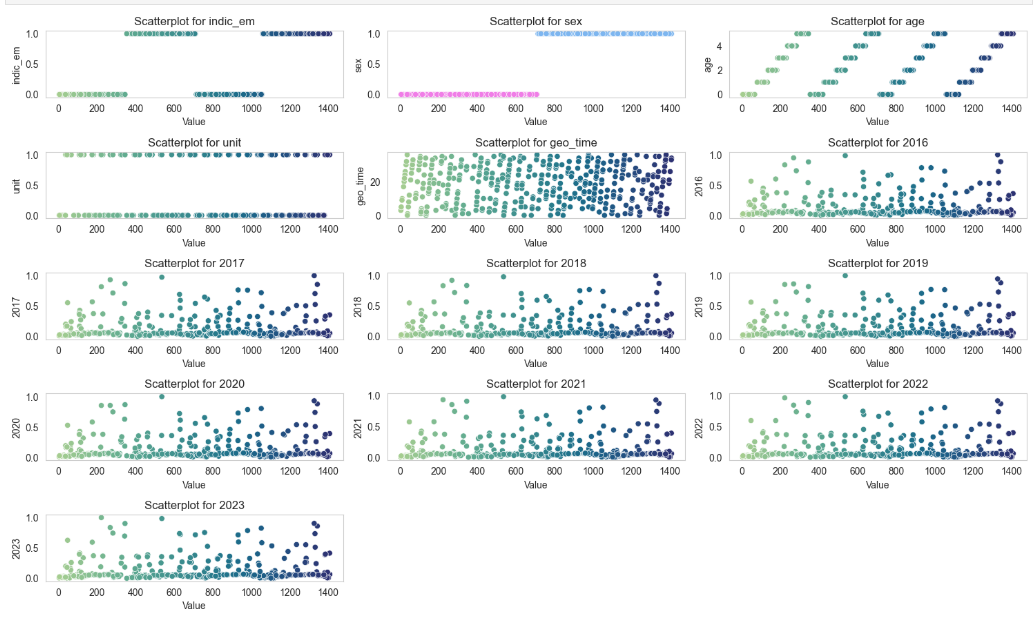 Scatterplot for indic_em
indic_em
1.0
0.5
0.0
0 200 400 600 800 1000 1200 1400
Value
Scatterplot for sex
sex
1.0
0.5
0.0
0 200 400 600 800 1000 1200 1400
Value
Scatterplot for age
age
4
2
0
0 200 400 600 800 1000 1200 1400
Value
Scatterplot for unit
unit
1.0
0.5
0.0
0 200 400 600 800 1000 1200 1400
Value
Scatterplot for geo_time
geo_time
20
0
0 200 400 600 800 1000 1200 1400
Value
Scatterplot for 2016
2016
1.0
0.5
0.0
0 200 400 600 800 1000 1200 1400
Value
Scatterplot for 2017
2017
1.0
0.5
0.0
0 200 400 600 800 1000 1200 1400
Value
Scatterplot for 2018
2018
1.0
0.5
0.0
0 200 400 600 800 1000 1200 1400
Value
Scatterplot for 2019
2019
1.0
0.5
0.0
0 200 400 600 800 1000 1200 1400
Value
Scatterplot for 2020
2020
1.0
0.5
0.0
0 200 400 600 800 1000 1200 1400
Value
Scatterplot for 2021
2021
1.0
0.5
0.0
0 200 400 600 800 1000 1200 1400
Value
Scatterplot for 2022
2022
1.0
0.5
0.0
0 200 400 600 800 1000 1200 1400
Value
Scatterplot for 2023
2023
1.0
0.5
0.0
0 200 400 600 800 1000 1200 1400
Value